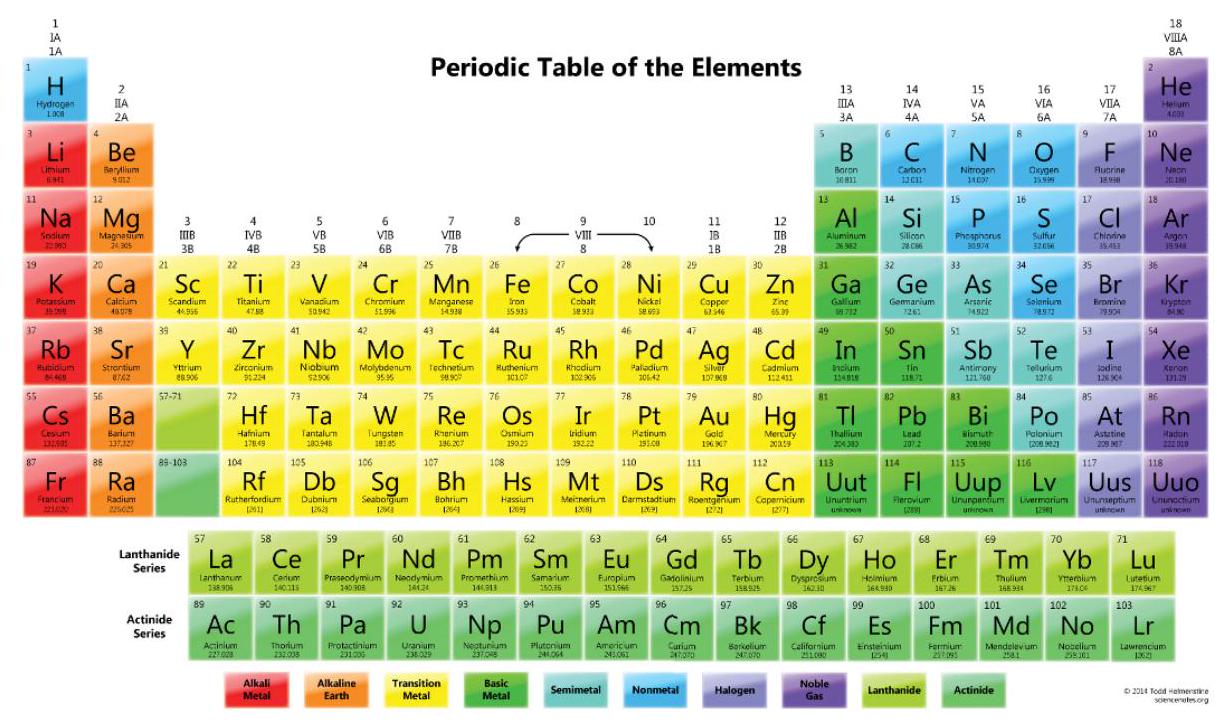 1 18
IA VIIIA
1A 8A
Periodic Table of the Elements
1 2
H He
Hydrogen Helium
1.008 4.003
2 13 14 15 16 17
IIA IIIA IVA VA VIA VIIA
2A 3A 4A 5A 6A 7A
3 4 5 6 7 8 9 10
Li Be B C N O F Ne
Lithium Beryllium Boron Carbon Nitrogen Oxygen Fluorine Neon
6.941 9.012 10.811 12.011 14.007 15.999 18.998 20.180
11 12 13 14 15 16 17 18
Na Mg Al Si P S Cl Ar
Sodium Magnesium Aluminum Silicon Phosphorus Sulfur Chlorine Argon
22.990 24.305 26.982 28.086 30.974 32.066 35.453 39.948
3 4 5 6 7 8 9 10 11 12
IIIB IVB VB VIB VIIB VIII IB IIB
3B 4B 5B 6B 7B 8 1B 2B
19 20 21 22 23 24 25 26 27 28 29 30 31 32 33 34 35 36
K Ca Sc Ti V Cr Mn Fe Co Ni Cu Zn Ga Ge As Se Br Kr
Potassium Calcium Scandium Titanium Vanadium Chromium Manganese Iron Cobalt Nickel Copper Zinc Gallium Germanium Arsenic Selenium Bromine Krypton
39.098 40.078 44.956 47.88 50.942 51.996 54.938 55.933 58.933 58.693 63.546 65.39 69.732 72.61 74.922 78.972 79.904 84.80
37 38 39 40 41 42 43 44 45 46 47 48 49 50 51 52 53 54
Rb Sr Y Zr Nb Mo Tc Ru Rh Pd Ag Cd In Sn Sb Te I Xe
Rubidium Strontium Yttrium Zirconium Niobium Molybdenum Technetium Ruthenium Rhodium Palladium Silver Cadmium Indium Tin Antimony Tellurium Iodine Xenon
84.468 87.62 88.906 91.224 92.906 95.95 98.907 101.07 102.906 106.42 107.868 112.411 114.818 118.71 121.760 127.6 126.904 131.29
55 56 57-71 72 73 74 75 76 77 78 79 80 81 82 83 84 85 86
Cs Ba Hf Ta W Re Os Ir Pt Au Hg Tl Pb Bi Po At Rn
Cesium Barium Hafnium Tantalum Tungsten Rhenium Osmium Iridium Platinum Gold Mercury Thallium Lead Bismuth Polonium Astatine Radon
132.905 137.327 178.49 180.948 183.85 186.207 190.23 192.22 195.08 196.967 200.59 204.383 207.2 208.980 [208.982] 209.987 222.018
87 88 89-103 104 105 106 107 108 109 110 111 112 113 114 115 116 117 118
Fr Ra Rf Db Sg Bh Hs Mt Ds Rg Cn Uut Fl Uup Lv Uus Uuo
Francium Radium Rutherfordium Dubnium Seaborgium Bohrium Hassium Meitnerium Darmstadtium Roentgenium Copernicium Ununtrium Flerovium Ununpentium Livermorium Ununseptium Ununoctium
223.020 226.025 [261] [262] [266] [264] [269] [268] [269] [272] [277] unknown [289] unknown [298] unknown unknown
Lanthanide
Series
57 58 59 60 61 62 63 64 65 66 67 68 69 70 71
La Ce Pr Nd Pm Sm Eu Gd Tb Dy Ho Er Tm Yb Lu
Lanthanum Cerium Praseodymium Neodymium Promethium Samarium Europium Gadolinium Terbium Dysprosium Holmium Erbium Thulium Ytterbium Lutetium
138.906 140.115 140.908 144.24 144.913 150.36 151.966 157.25 158.925 162.50 164.930 167.26 168.934 173.04 174.967
Actinide
Series
89 90 91 92 93 94 95 96 97 98 99 100 101 102 103
Ac Th Pa U Np Pu Am Cm Bk Cf Es Fm Md No Lr
Actinium Thorium Protactinium Uranium Neptunium Plutonium Americium Curium Berkelium Californium Einsteinium Fermium Mendelevium Nobelium Lawrencium
227.028 232.038 231.036 238.029 237.048 244.064 243.061 247.070 247.070 251.080 [254] 257.095 258.1 259.101 [262]
Alkali
Metal
Alkaline
Earth
Transition
Metal
Basic
Metal
Semimetal
Nonmetal
Halogen
Noble
Gas
Lanthanide
Actinide
© 2014 Todd Helmenstine
sciencenotes.org